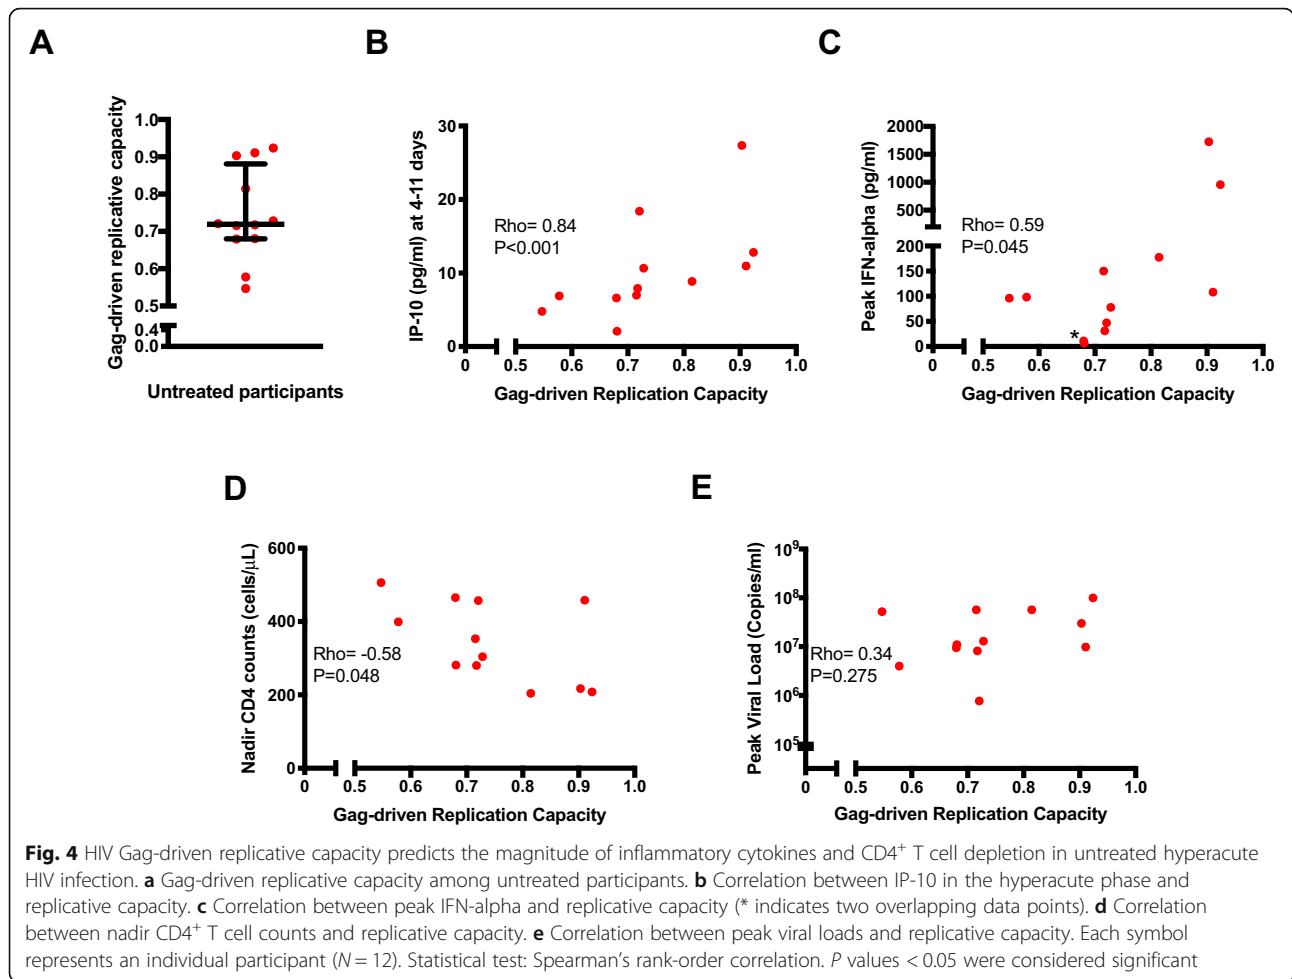 A
B
C
Gag-driven replicative capacity
1.0
0.9
0.8
0.7
0.6
0.5
0.4
0.0
Untreated participants
IP-10 (pg/ml) at 4-11 days
30
20
10
0
Rho= 0.84
P<0.001
0 0.5 0.6 0.7 0.8 0.9 1.0
Gag-driven Replication Capacity
Peak IFN-alpha (pg/ml)
2000
1500
1000
500
200
150
100
50
0
Rho= 0.59
P=0.045
*
0 0.5 0.6 0.7 0.8 0.9 1.0
Gag-driven Replication Capacity
D
E
Nadir CD4 counts (cells/μL)
600
400
200
0
Rho= -0.58
P=0.048
0 0.5 0.6 0.7 0.8 0.9 1.0
Gag-driven Replication Capacity
Peak Viral Load (Copies/ml)
10⁹
10⁸
10⁷
10⁶
10⁵
Rho= 0.34
P=0.275
0 0.5 0.6 0.7 0.8 0.9 1.0
Gag-driven Replication Capacity
Fig. 4 HIV Gag-driven replicative capacity predicts the magnitude of inflammatory cytokines and CD4⁺ T cell depletion in untreated hyperacute
HIV infection. a Gag-driven replicative capacity among untreated participants. b Correlation between IP-10 in the hyperacute phase and
replicative capacity. c Correlation between peak IFN-alpha and replicative capacity (* indicates two overlapping data points). d Correlation
between nadir CD4⁺ T cell counts and replicative capacity. e Correlation between peak viral loads and replicative capacity. Each symbol
represents an individual participant (N = 12). Statistical test: Spearman's rank-order correlation. P values < 0.05 were considered significant